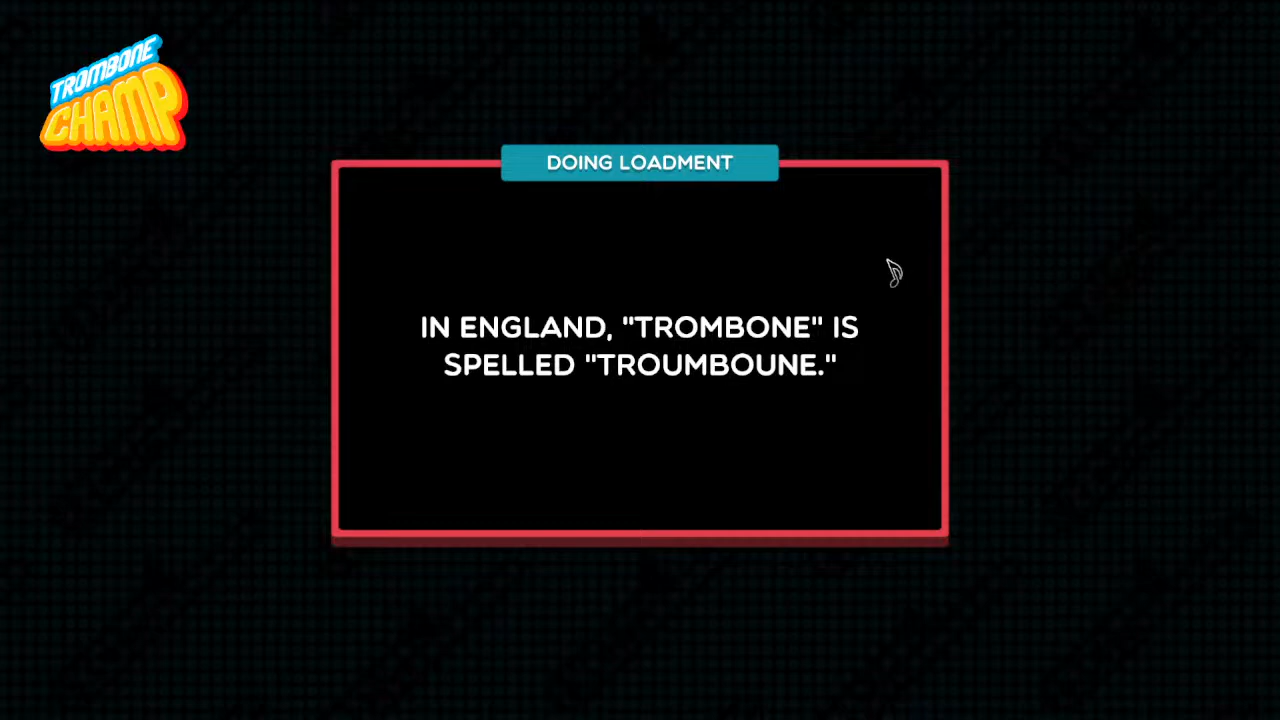 TROMBONE
CHAMP
DOING LOADMENT
IN ENGLAND, "TROMBONE" IS
SPELLED "TROUMBOUNE."